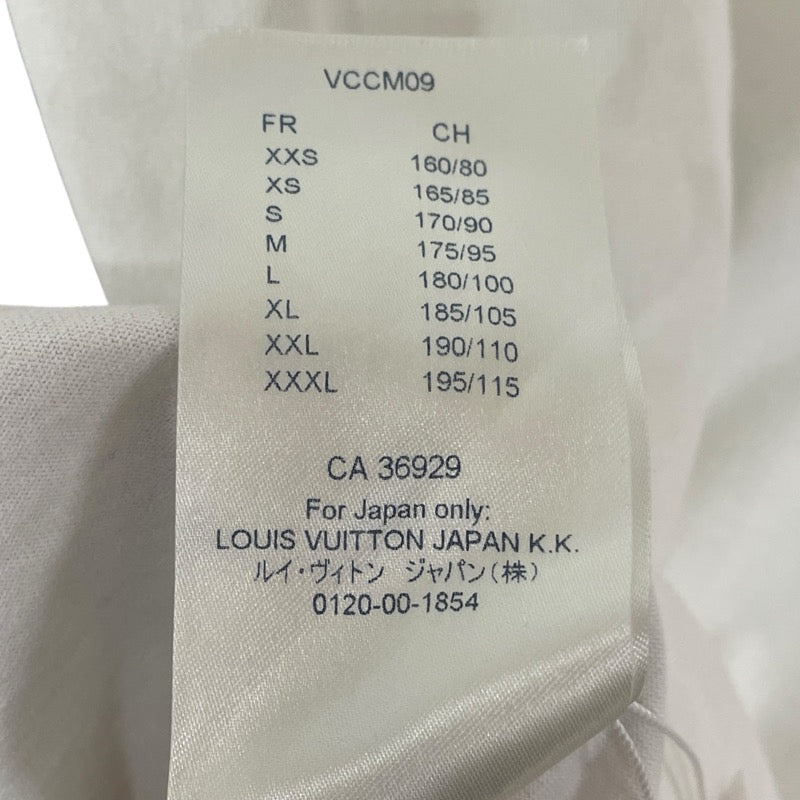 VCCM09
FR CH
XXS 160/80
XS 165/85
S 170/90
M 175/95
L 180/100
XL 185/105
XXL 190/110
XXXL 195/115
CA 36929
For Japan only:
LOUIS VUITTON JAPAN K.K.
ルイ・ヴィトン ジャパン(株)
0120-00-1854